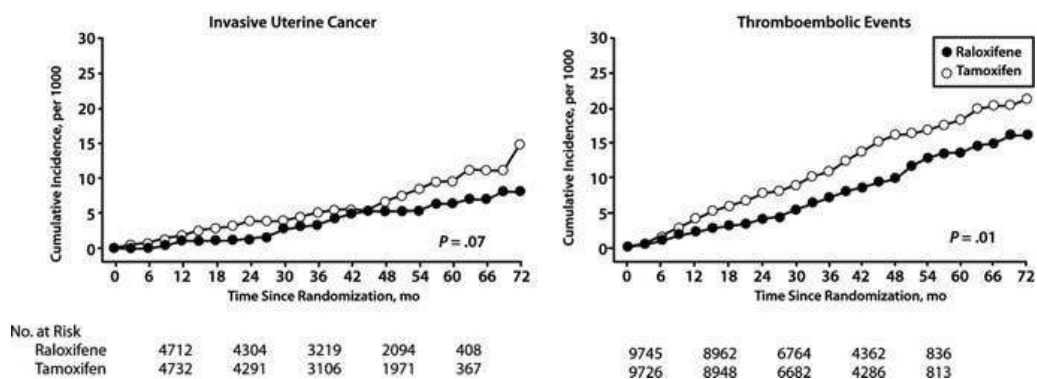 Invasive Uterine Cancer
Cumulative Incidence, per 1000
30
25
20
15
10
5
0
P = .07
0 6 12 18 24 30 36 42 48 54 60 66 72
Time Since Randomization, mo
Thromboembolic Events
Raloxifene
Tamoxifen
Cumulative Incidence, per 1000
30
25
20
15
10
5
0
P = .01
0 6 12 18 24 30 36 42 48 54 60 66 72
Time Since Randomization, mo
No. at Risk
Raloxifene 4712 4304 3219 2094 408 9745 8962 6764 4362 836
Tamoxifen 4732 4291 3106 1971 367 9726 8948 6682 4286 813